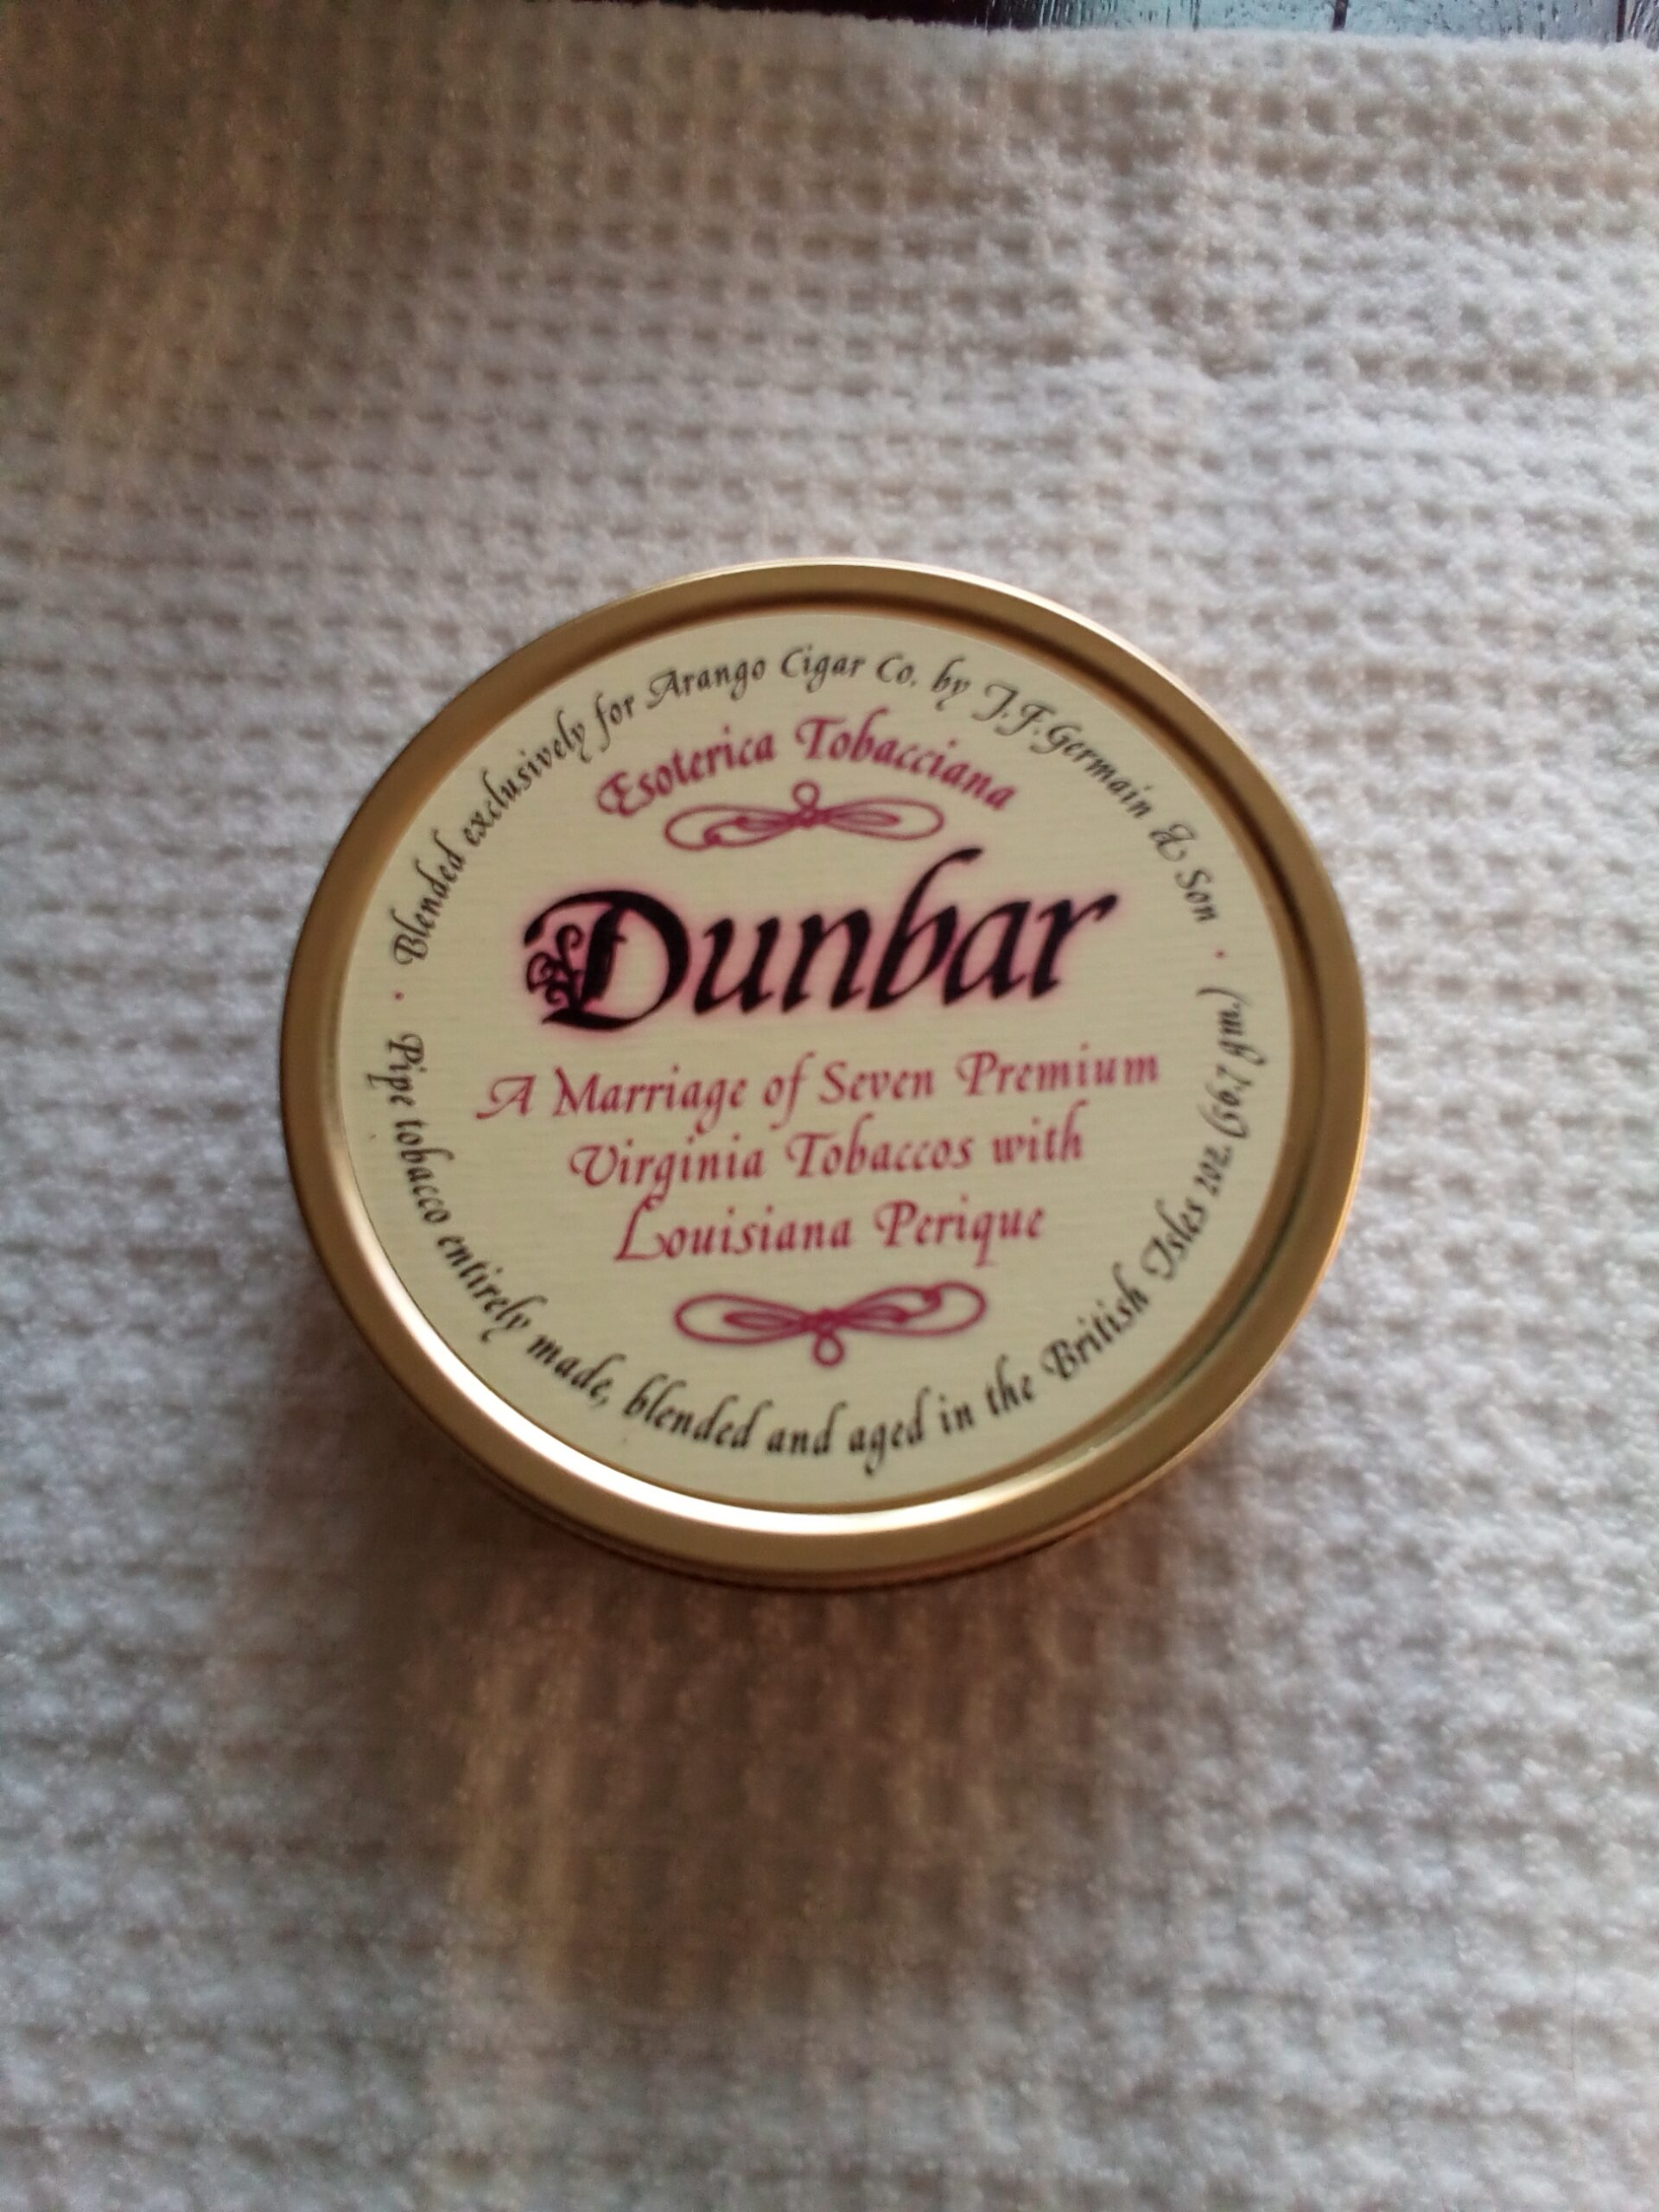 Blended exclusively for Arango Cigar Co. by J.F. Germain & Son
Esoterica Tobacciana
Dunbar
A Marriage of Seven Premium
Virginia Tobaccos with
Louisiana Perique
Pipe tobacco entirely made, blended and aged in the British Isles 2oz. (56.7 gm.)